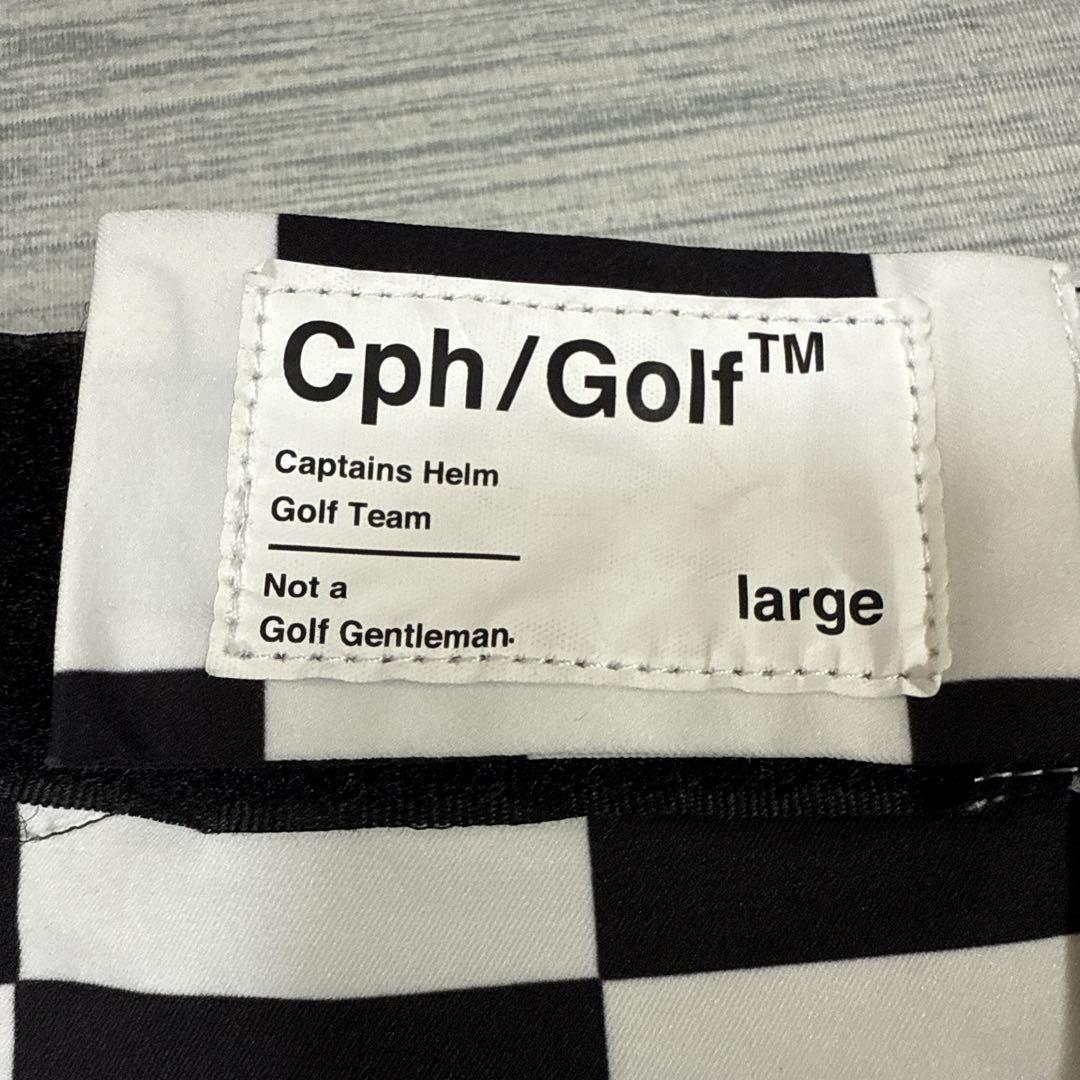 Cph/Golf™
Captains Helm
Golf Team
Not a
Golf Gentleman.
large